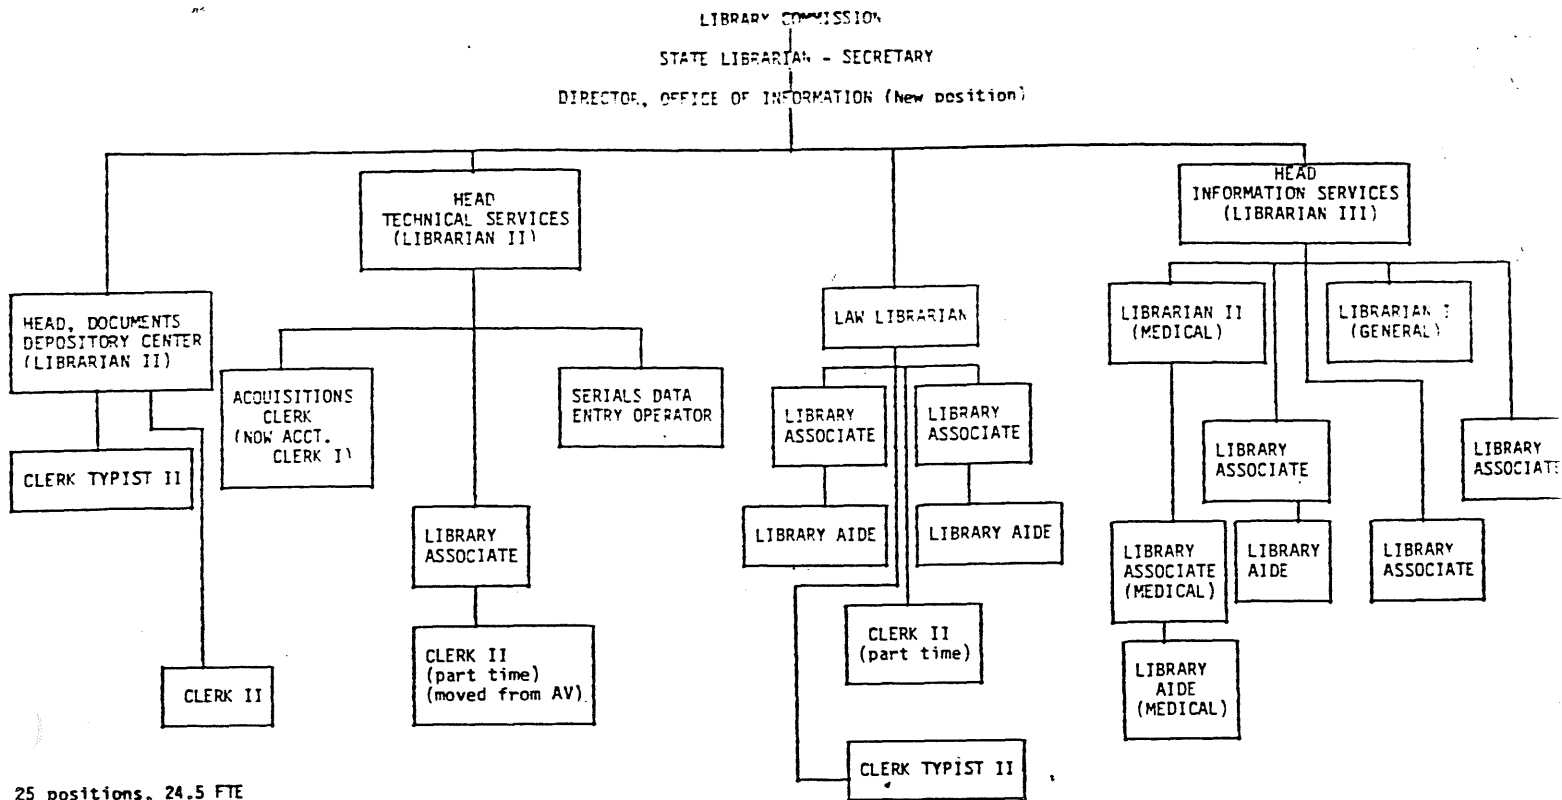 LIBRARY COMMISSION
STATE LIBRARIAN - SECRETARY
DIRECTOR, OFFICE OF INFORMATION (New position)
HEAD
TECHNICAL SERVICES
(LIBRARIAN II)
HEAD
INFORMATION SERVICES
(LIBRARIAN III)
HEAD, DOCUMENTS
DEPOSITORY CENTER
(LIBRARIAN II)
LAW LIBRARIAN
LIBRARIAN II
(MEDICAL)
LIBRARIAN I
(GENERAL)
ACQUISITIONS
CLERK
(NOW ACCT.
CLERK I)
SERIALS DATA
ENTRY OPERATOR
LIBRARY
ASSOCIATE
LIBRARY
ASSOCIATE
LIBRARY
ASSOCIATE
LIBRARY
ASSOCIATE
CLERK TYPIST II
LIBRARY
ASSOCIATE
LIBRARY AIDE
LIBRARY AIDE
LIBRARY
ASSOCIATE
(MEDICAL)
LIBRARY
AIDE
LIBRARY
ASSOCIATE
CLERK II
CLERK II
(part time)
(moved from AV)
CLERK II
(part time)
LIBRARY
AIDE
(MEDICAL)
CLERK TYPIST II
25 positions, 24.5 FTE